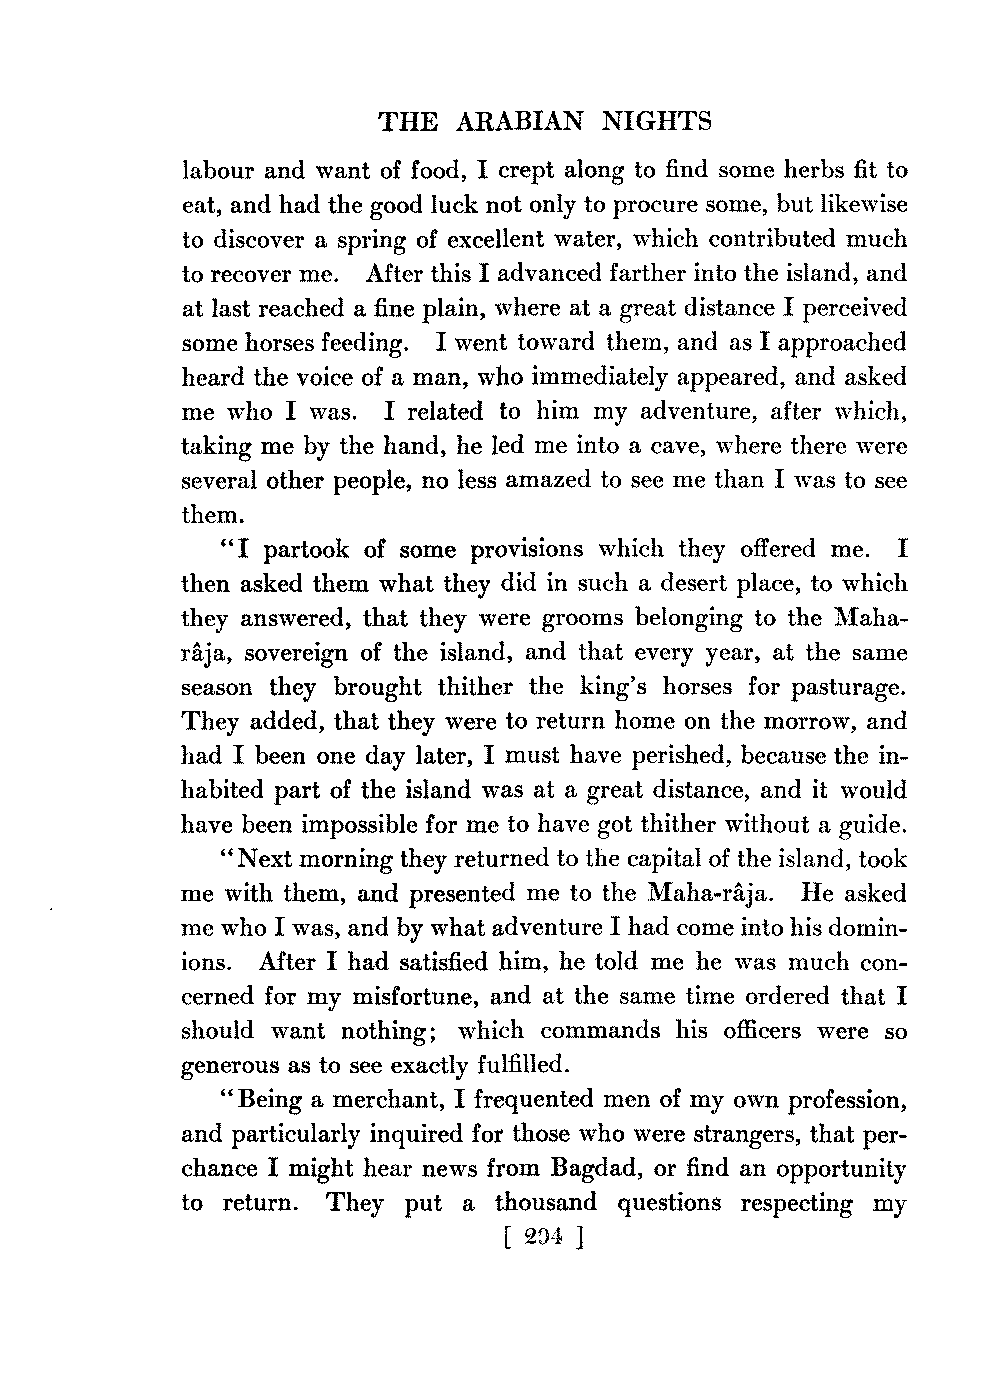 THE ARABIAN NIGHTS
labour and want of food, I crept along to find some herbs fit to
eat, and had the good luck not only to procure some, but likewise
to discover a spring of excellent water, which contributed much
to recover me. After this I advanced farther into the island, and
at last reached a fine plain, where at a great distance I perceived
some horses feeding. I went toward them, and as I approached
heard the voice of a man, who immediately appeared, and asked
me who I was. I related to him my adventure, after which,
taking me by the hand, he led me into a cave, where there were
several other people, no less amazed to see me than I was to see
them.
“I partook of some provisions which they offered me. I
then asked them what they did in such a desert place, to which
they answered, that they were grooms belonging to the Maha-
râja, sovereign of the island, and that every year, at the same
season they brought thither the king's horses for pasturage.
They added, that they were to return home on the morrow, and
had I been one day later, I must have perished, because the in-
habited part of the island was at a great distance, and it would
have been impossible for me to have got thither without a guide.
“Next morning they returned to the capital of the island, took
me with them, and presented me to the Maha-râja. He asked
me who I was, and by what adventure I had come into his domin-
ions. After I had satisfied him, he told me he was much con-
cerned for my misfortune, and at the same time ordered that I
should want nothing; which commands his officers were so
generous as to see exactly fulfilled.
“Being a merchant, I frequented men of my own profession,
and particularly inquired for those who were strangers, that per-
chance I might hear news from Bagdad, or find an opportunity
to return. They put a thousand questions respecting my
[ 294 ]